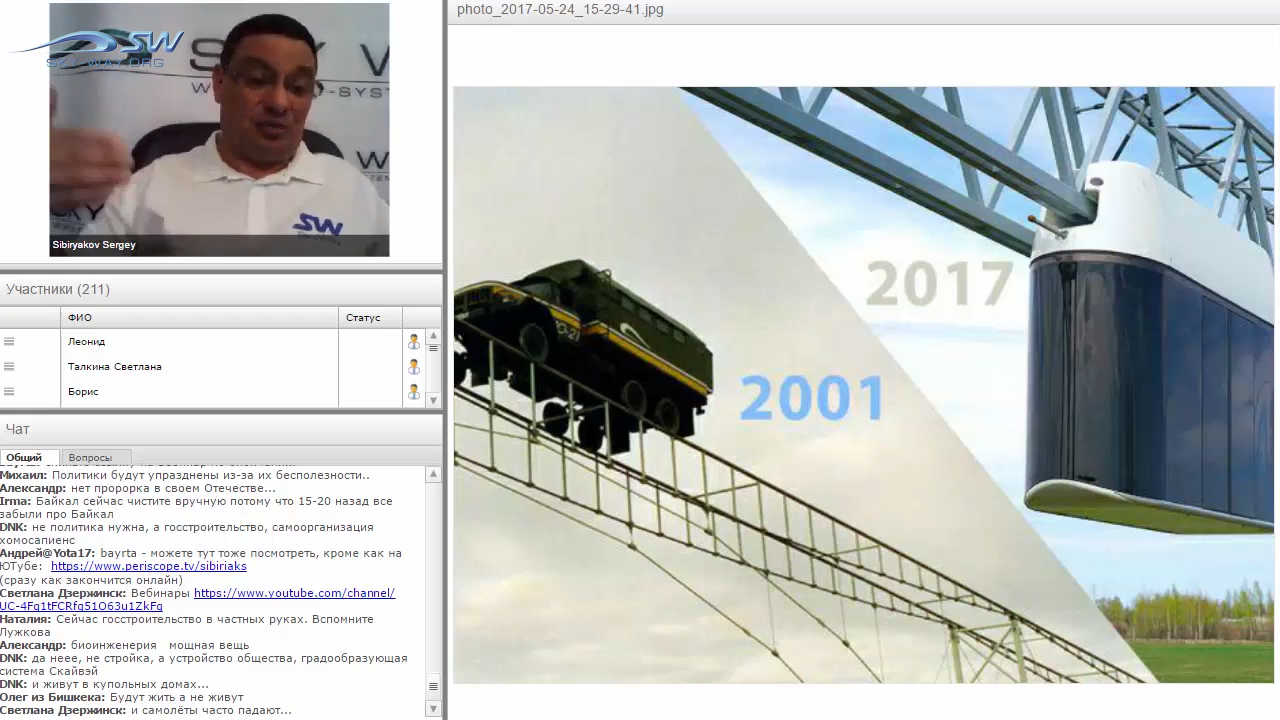 photo_2017-05-24_15-29-41.jpg
SW
SKY WAY.ORG
SKY W
SW
Sibiryakov Sergey
Участники (211)
ФИО
Статус
Леонид
Талкина Светлана
Борис
Чат
Общий
Вопросы
Михаил: Политики будут упразднены из-за их бесполезности..
Александр: нет пророрка в своем Отечестве...
Irma: Байкал сейчас чистите вручную потому что 15-20 назад все
забыли про Байкал
DNK: не политика нужна, а госстроительство, самоорганизация
хомосапиенс
Андрей@Yota17: bayrta - можете тут тоже посмотреть, кроме как на
ЮТубе: https://www.periscope.tv/sibiriaks
(сразу как закончится онлайн)
Светлана Дзержинск: Вебинары https://www.youtube.com/channel/
UC-4Fq1tFCRfq51O63u1ZkFg
Наталия: Сейчас госстроительство в частных руках. Вспомните
Лужкова
Александр: биоинженерия мощная вещь
DNK: да неее, не стройка, а устройство общества, градообразующая
система Скайвэй
DNK: и живут в купольных домах...
Олег из Бишкека: Будут жить а не живут
Светлана Дзержинск: и самолёты часто падают...
2017
2001